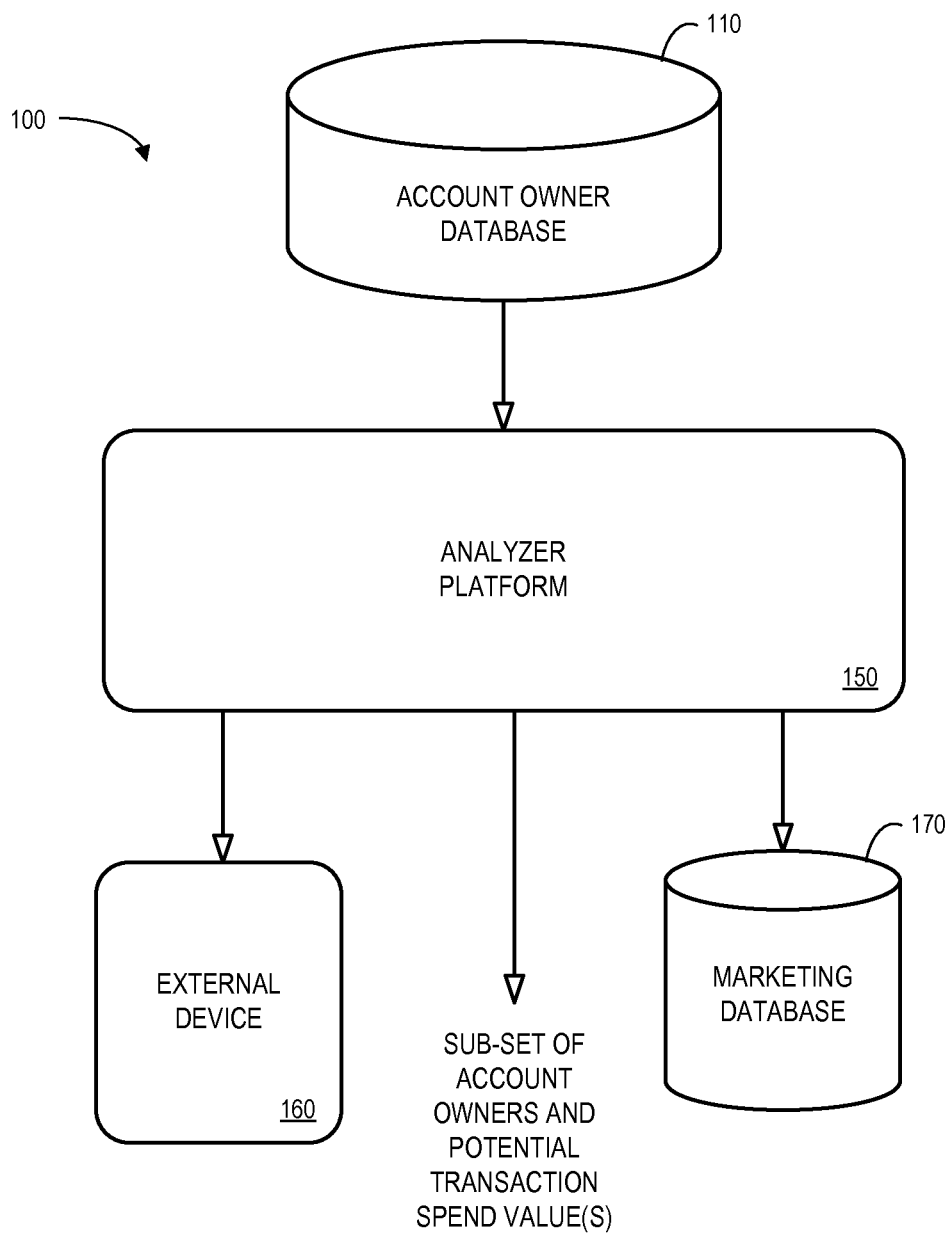 110
100
ACCOUNT OWNER
DATABASE
ANALYZER
PLATFORM
150
170
EXTERNAL
DEVICE
160
MARKETING
DATABASE
SUB-SET OF
ACCOUNT
OWNERS AND
POTENTIAL
TRANSACTION
SPEND VALUE(S)